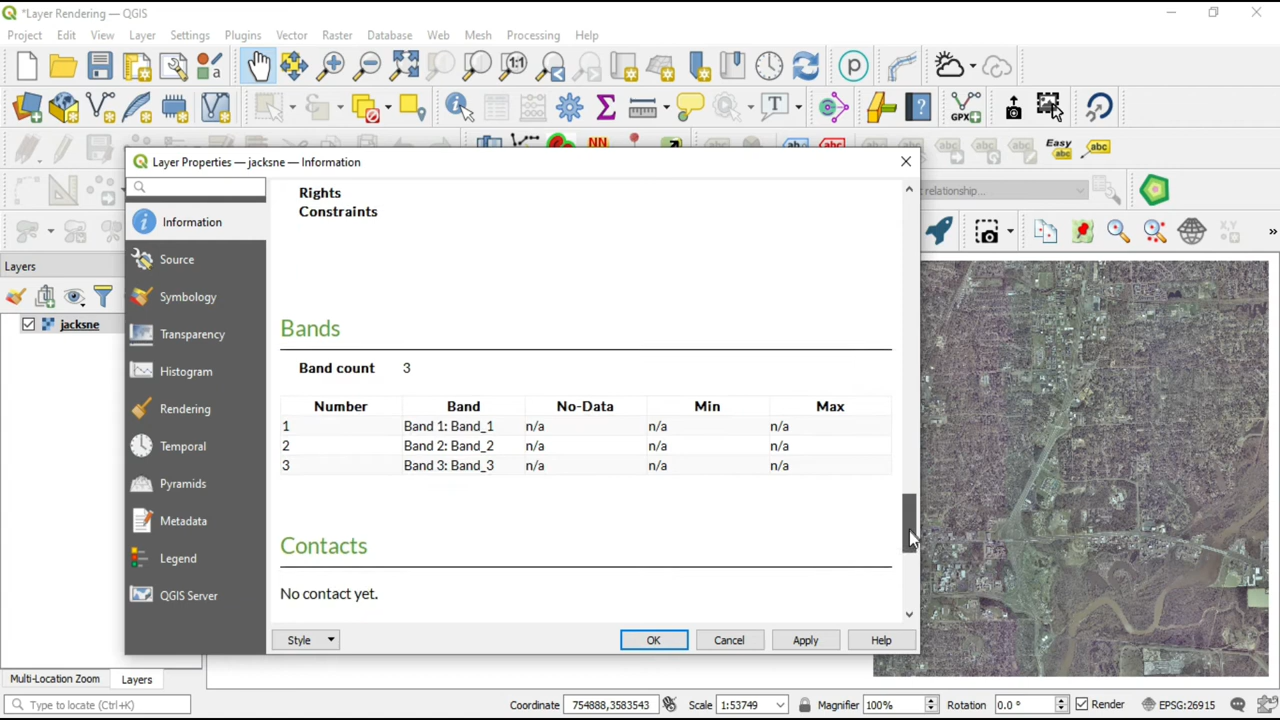 *Layer Rendering — QGIS
Project Edit View Layer Settings Plugins Vector Raster Database Web Mesh Processing Help
Layer Properties — jacksne — Information
relationship...
Information
Source
Symbology
Transparency
Histogram
Rendering
Temporal
Pyramids
Metadata
Legend
QGIS Server
Rights
Constraints
Bands
Band count 3
Number Band No-Data Min Max
1 Band 1: Band_1 n/a n/a n/a
2 Band 2: Band_2 n/a n/a n/a
3 Band 3: Band_3 n/a n/a n/a
Contacts
No contact yet.
Style OK Cancel Apply Help
Layers
jacksne
Multi-Location Zoom Layers
Type to locate (Ctrl+K) Coordinate 754888,3583543 Scale 1:53749 Magnifier 100% Rotation 0.0 ° Render EPSG:26915